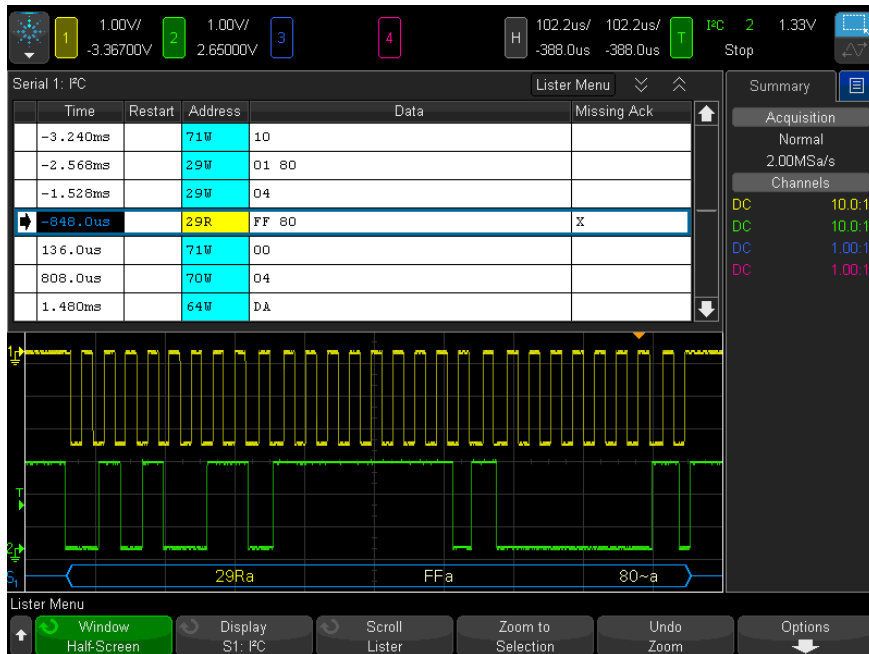 1 1.00V/ 2 1.00V/ 3 4 H 102.2us/ 102.2us/ T I²C 2 1.33V
-3.36700V 2.65000V -388.0us -388.0us Stop
Serial 1: I²C Lister Menu
Time Restart Address Data Missing Ack
-3.240ms 71W 10
-2.568ms 29W 01 80
-1.528ms 29W 04
-848.0us 29R FF 80 X
136.0us 71W 00
808.0us 70W 04
1.480ms 64W DA
Summary
Acquisition
Normal
2.00MSa/s
Channels
DC 10.0:1
DC 10.0:1
DC 1.00:1
DC 1.00:1
1
T
2
S1 29Ra FFa 80~a
Lister Menu
Window Display Scroll Zoom to Undo Options
Half-Screen S1: I²C Lister Selection Zoom